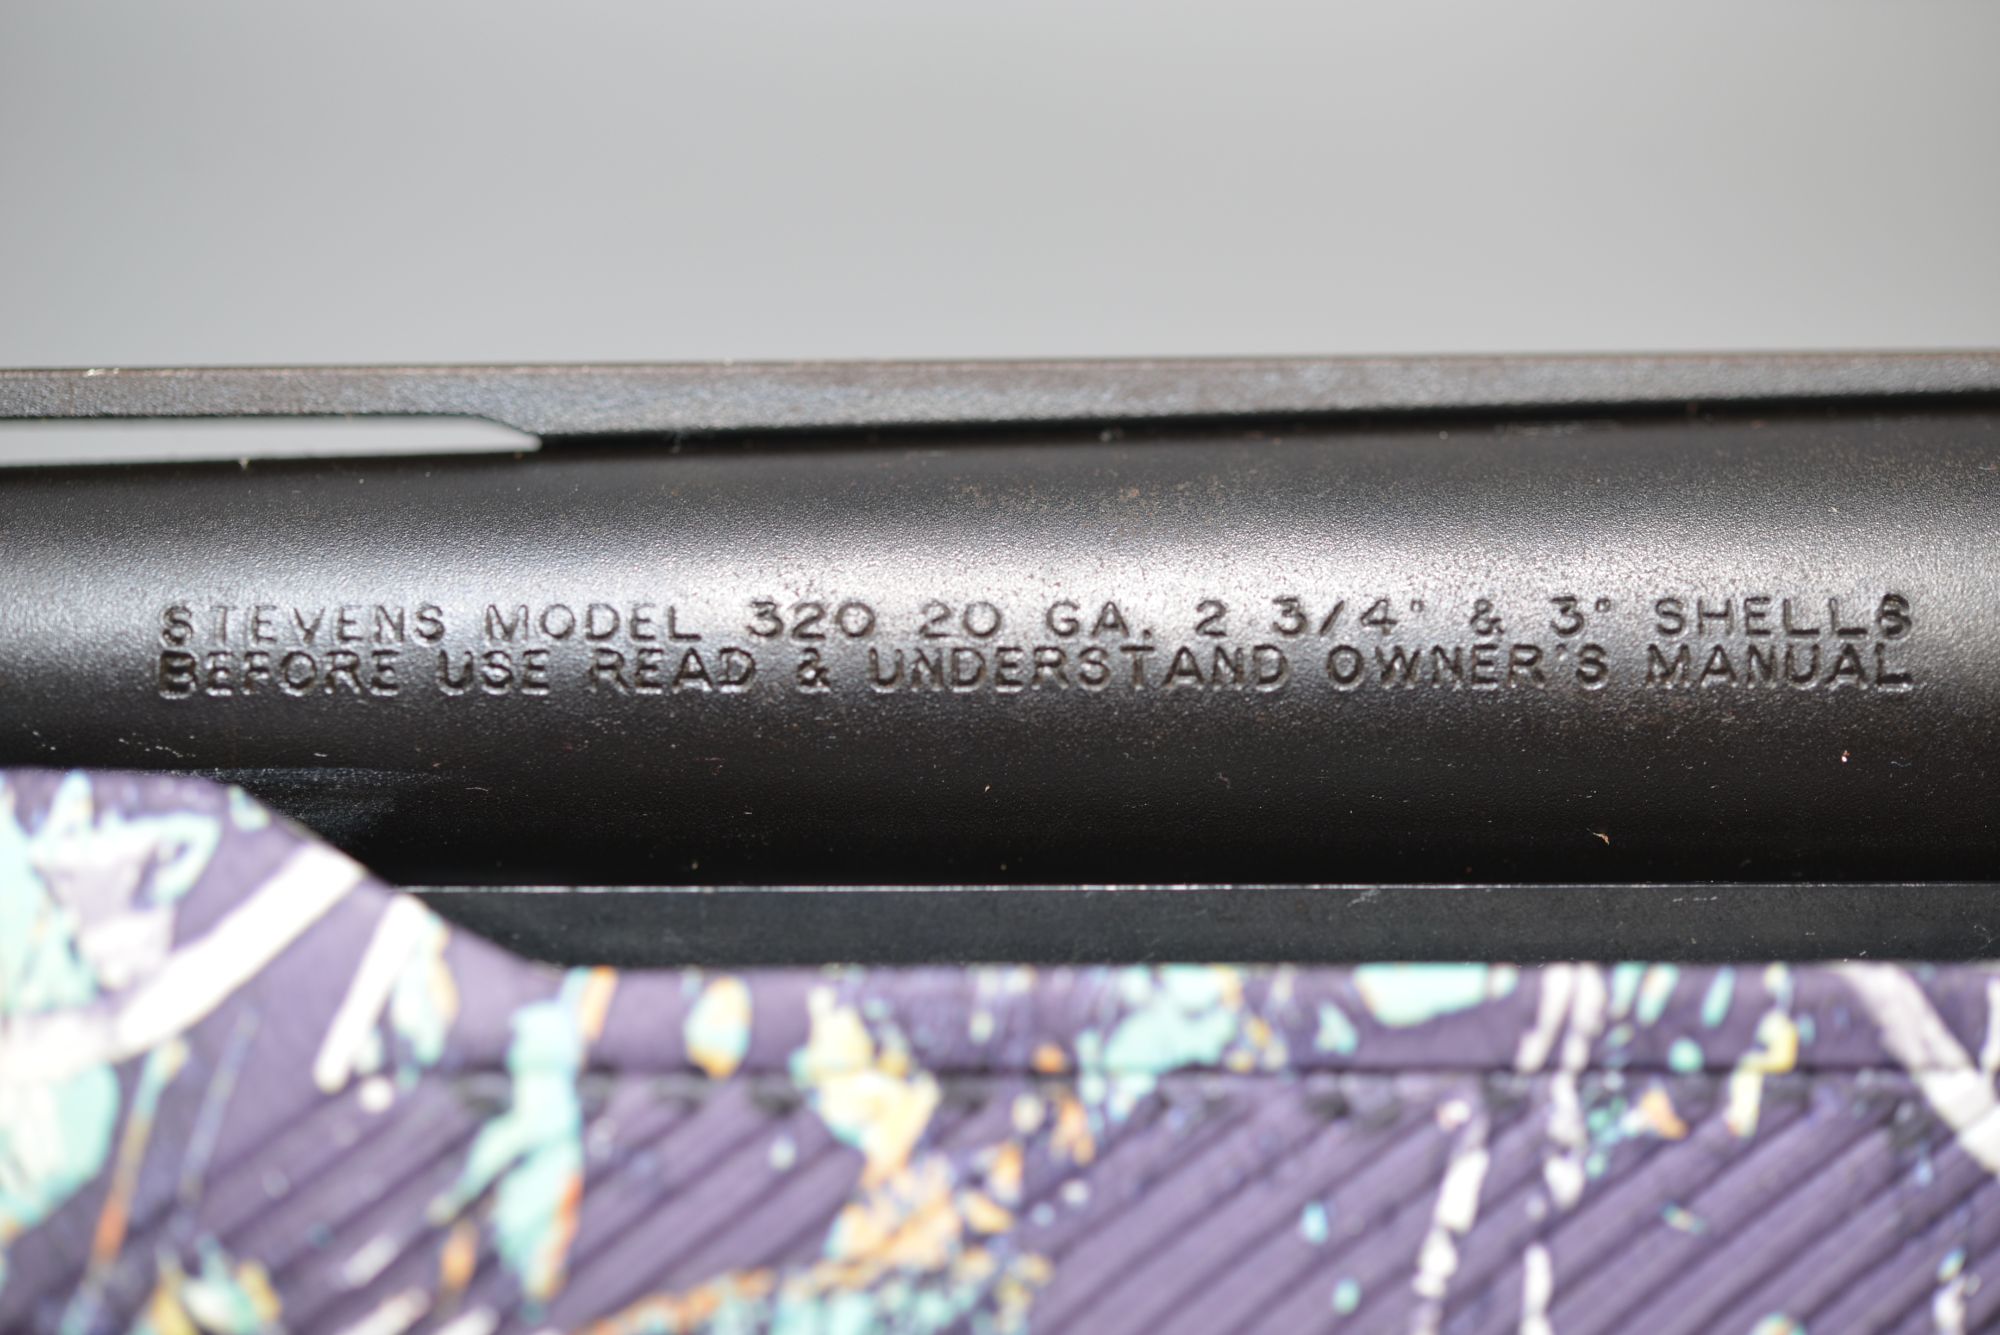 STEVENS MODEL 320 20 GA. 2 3/4" & 3" SHELLS
BEFORE USE READ & UNDERSTAND OWNER'S MANUAL